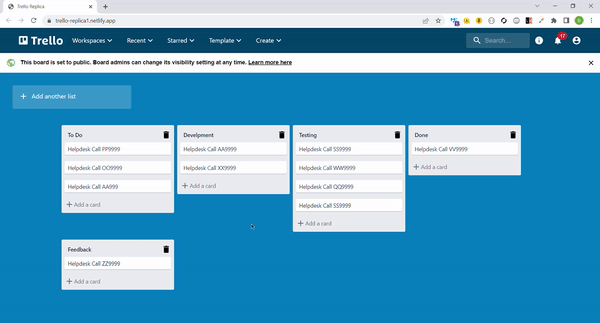 Trello Replica
trello-replica1.netlify.app
Trello
Workspaces
Recent
Starred
Template
Create
Search...
17
This board is set to public. Board admins can change its visibility setting at any time. Learn more here
+ Add another list
To Do
Helpdesk Call PP9999
Helpdesk Call OO9999
Helpdesk Call AA999
+ Add a card
Develpment
Helpdesk Call AA9999
Helpdesk Call XX9999
+ Add a card
Testing
Helpdesk Call SS9999
Helpdesk Call WW9999
Helpdesk Call QQ9999
Helpdesk Call SS9999
+ Add a card
Done
Helpdesk Call VV9999
+ Add a card
Feedback
Helpdesk Call ZZ9999
+ Add a card